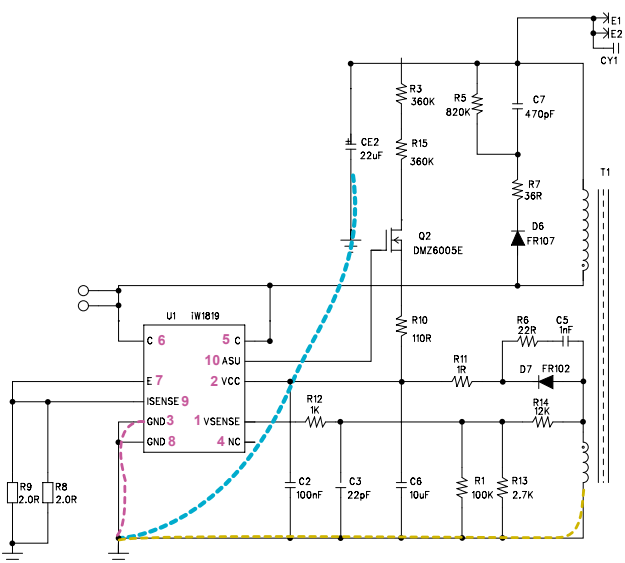 E1
E2
CY1
R3
360K
R5
820K
C7
470pF
CE2
22uF
R15
360K
T1
R7
36R
Q2
DMZ6005E
D6
FR107
U1 iW1819
R10
110R
R6
22R
C5
1nF
C 6
5 C
10 ASU
E 7
2 VCC
R11
1R
D7 FR102
ISENSE 9
R12
1K
R14
12K
GND 3
1 VSENSE
GND 8
4 NC
R9
2.0R
R8
2.0R
C2
100nF
C3
22pF
C6
10uF
R1
100K
R13
2.7K